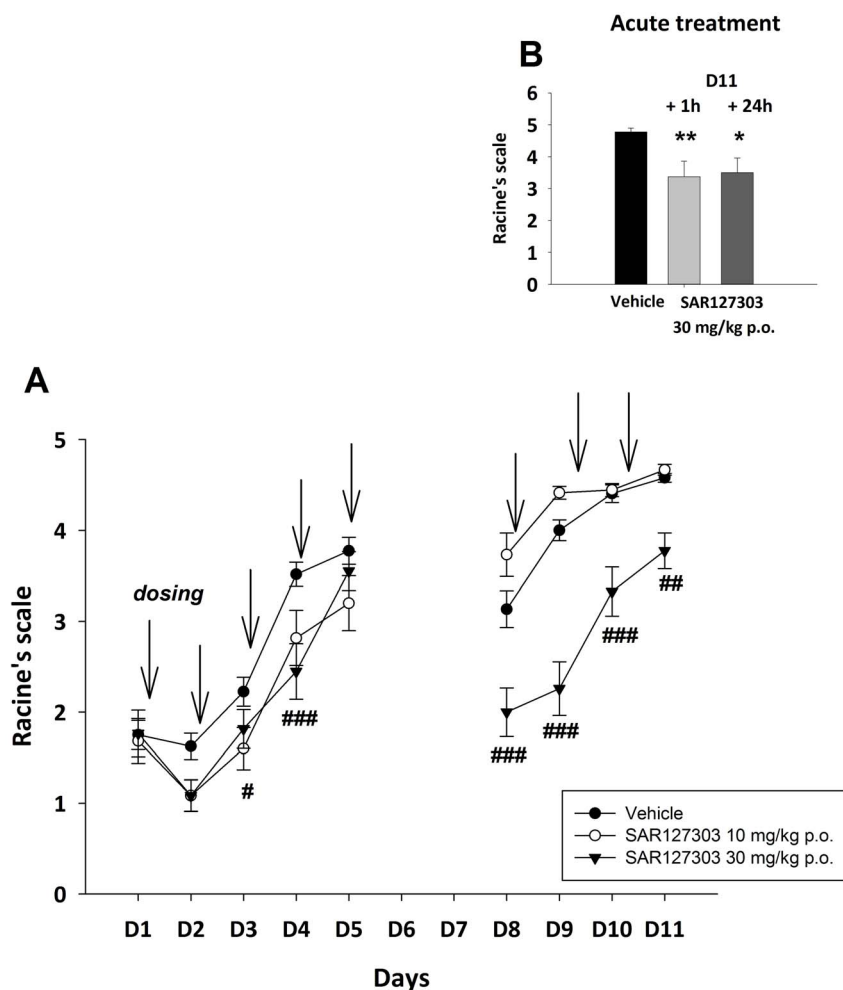 Acute treatment
B
D11
+ 1h + 24h
** *
6
5
4
3
2
1
0
Racine's scale
Vehicle SAR127303
30 mg/kg p.o.
A
5
4
3
2
1
0
Racine's scale
dosing
#
###
###
###
###
##
Vehicle
SAR127303 10 mg/kg p.o.
SAR127303 30 mg/kg p.o.
D1 D2 D3 D4 D5 D6 D7 D8 D9 D10 D11
Days